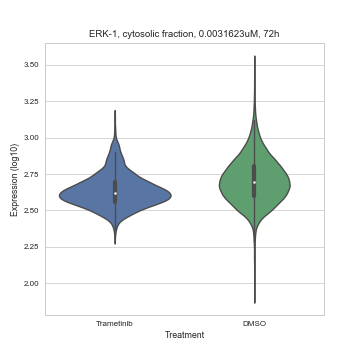 ERK-1, cytosolic fraction, 0.0031623uM, 72h
3.50
3.25
3.00
2.75
2.50
2.25
2.00
Expression (log10)
Trametinib
DMSO
Treatment